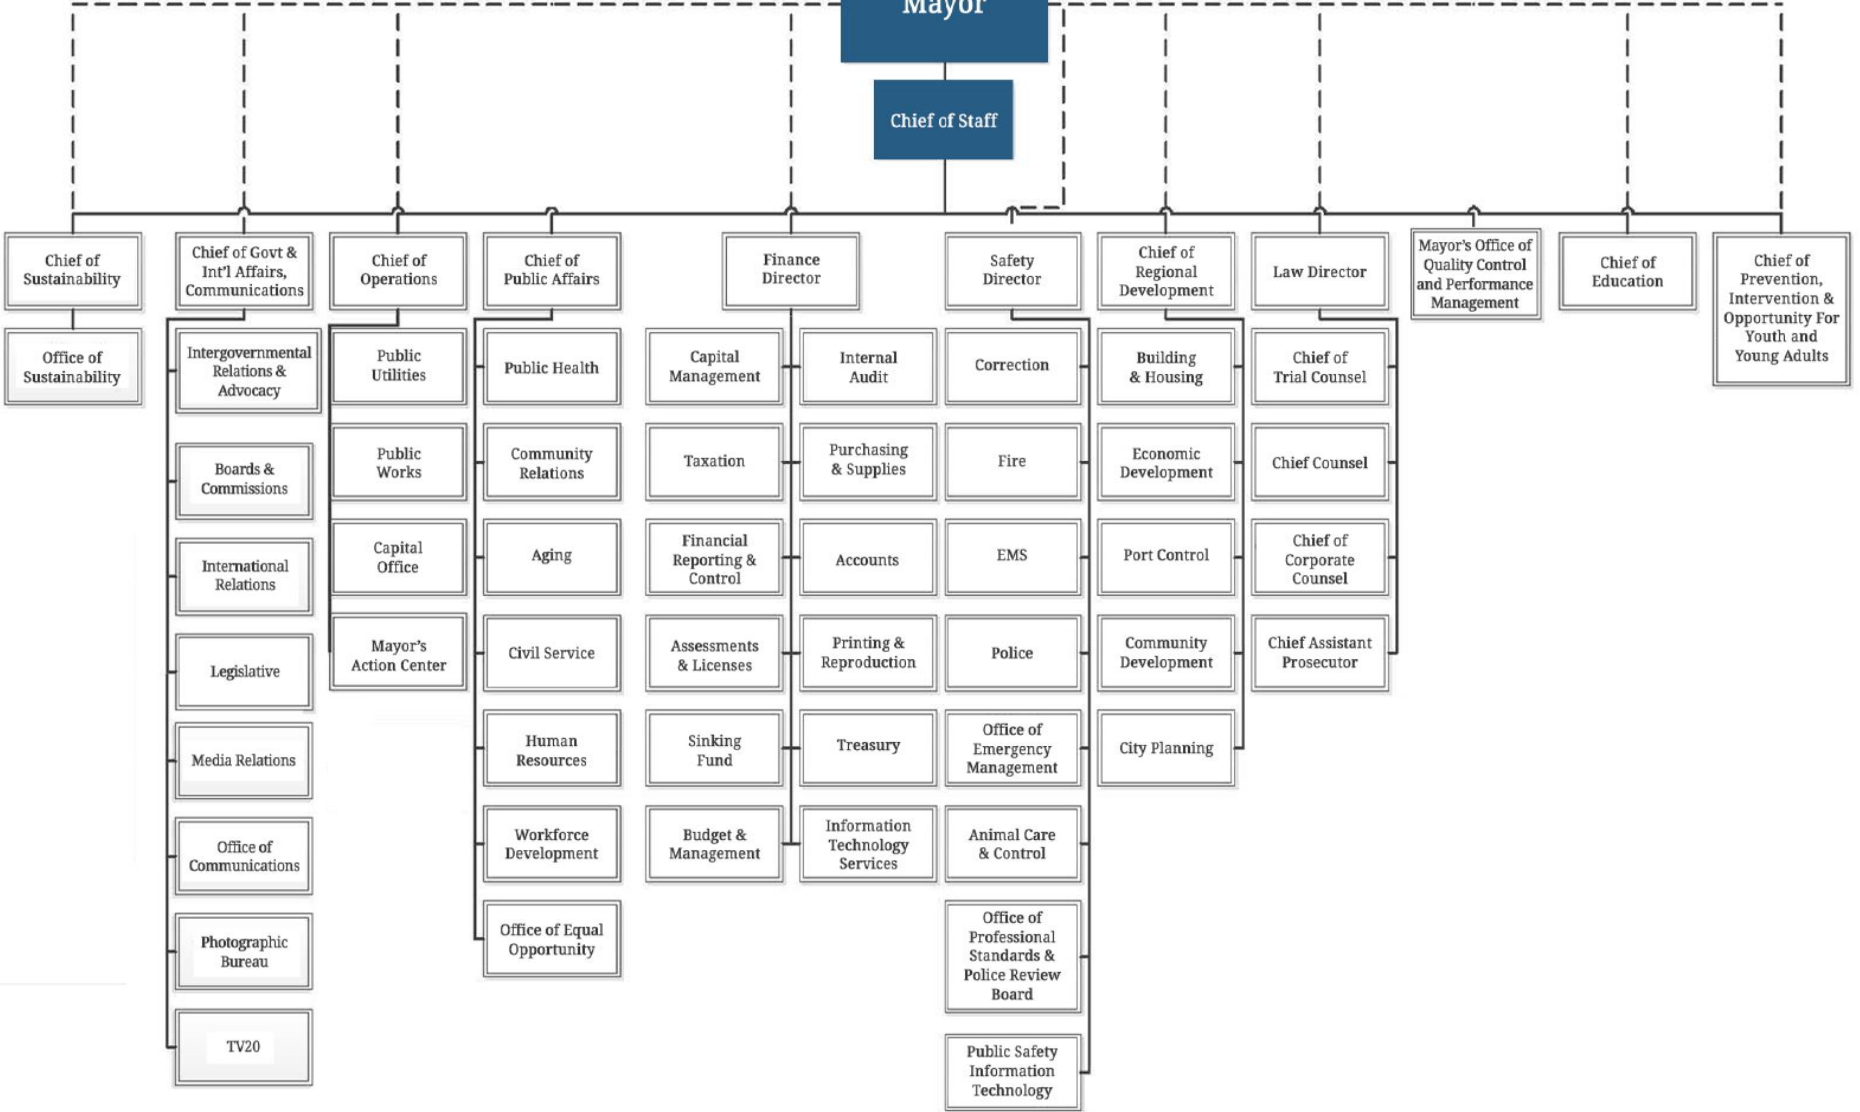 Mayor
Chief of Staff
Chief of
Sustainability
Office of
Sustainability
Chief of Govt &
Int'l Affairs,
Communications
Intergovernmental
Relations &
Advocacy
Boards &
Commissions
International
Relations
Legislative
Media Relations
Office of
Communications
Photographic
Bureau
TV20
Chief of
Operations
Public
Utilities
Public
Works
Capital
Office
Mayor's
Action Center
Chief of
Public Affairs
Public Health
Community
Relations
Aging
Civil Service
Human
Resources
Workforce
Development
Office of Equal
Opportunity
Finance
Director
Capital
Management
Taxation
Financial
Reporting &
Control
Assessments
& Licenses
Sinking
Fund
Budget &
Management
Internal
Audit
Purchasing
& Supplies
Accounts
Printing &
Reproduction
Treasury
Information
Technology
Services
Safety
Director
Correction
Fire
EMS
Police
Office of
Emergency
Management
Animal Care
& Control
Office of
Professional
Standards &
Police Review
Board
Public Safety
Information
Technology
Chief of
Regional
Development
Building
& Housing
Economic
Development
Port Control
Community
Development
City Planning
Law Director
Chief of
Trial Counsel
Chief Counsel
Chief of
Corporate
Counsel
Chief Assistant
Prosecutor
Mayor's Office of
Quality Control
and Performance
Management
Chief of
Education
Chief of
Prevention,
Intervention &
Opportunity For
Youth and
Young Adults